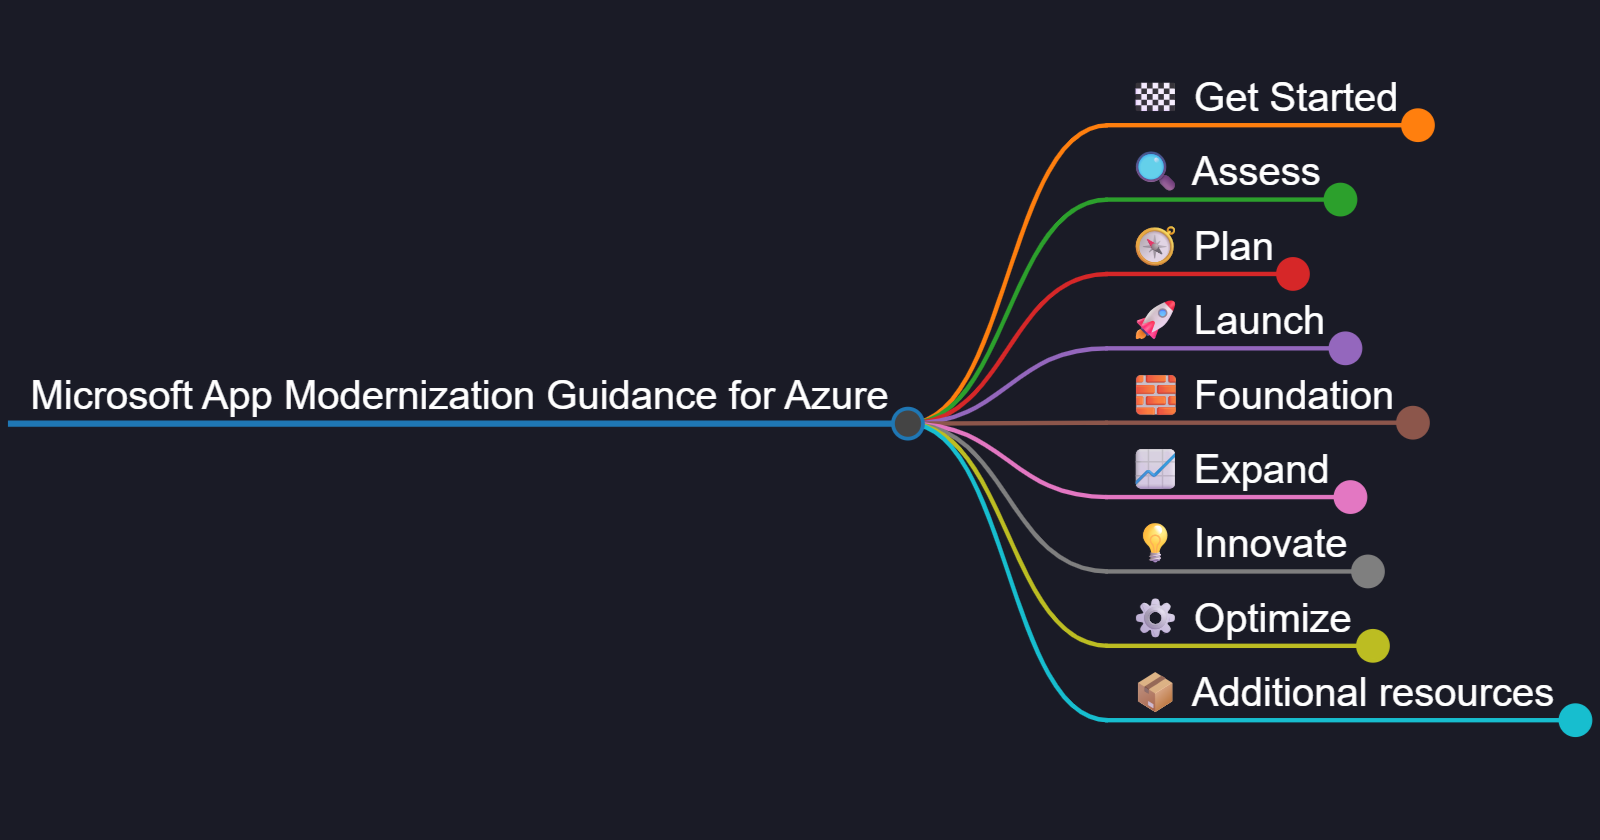 Microsoft App Modernization Guidance for Azure
Get Started
Assess
Plan
Launch
Foundation
Expand
Innovate
Optimize
Additional resources